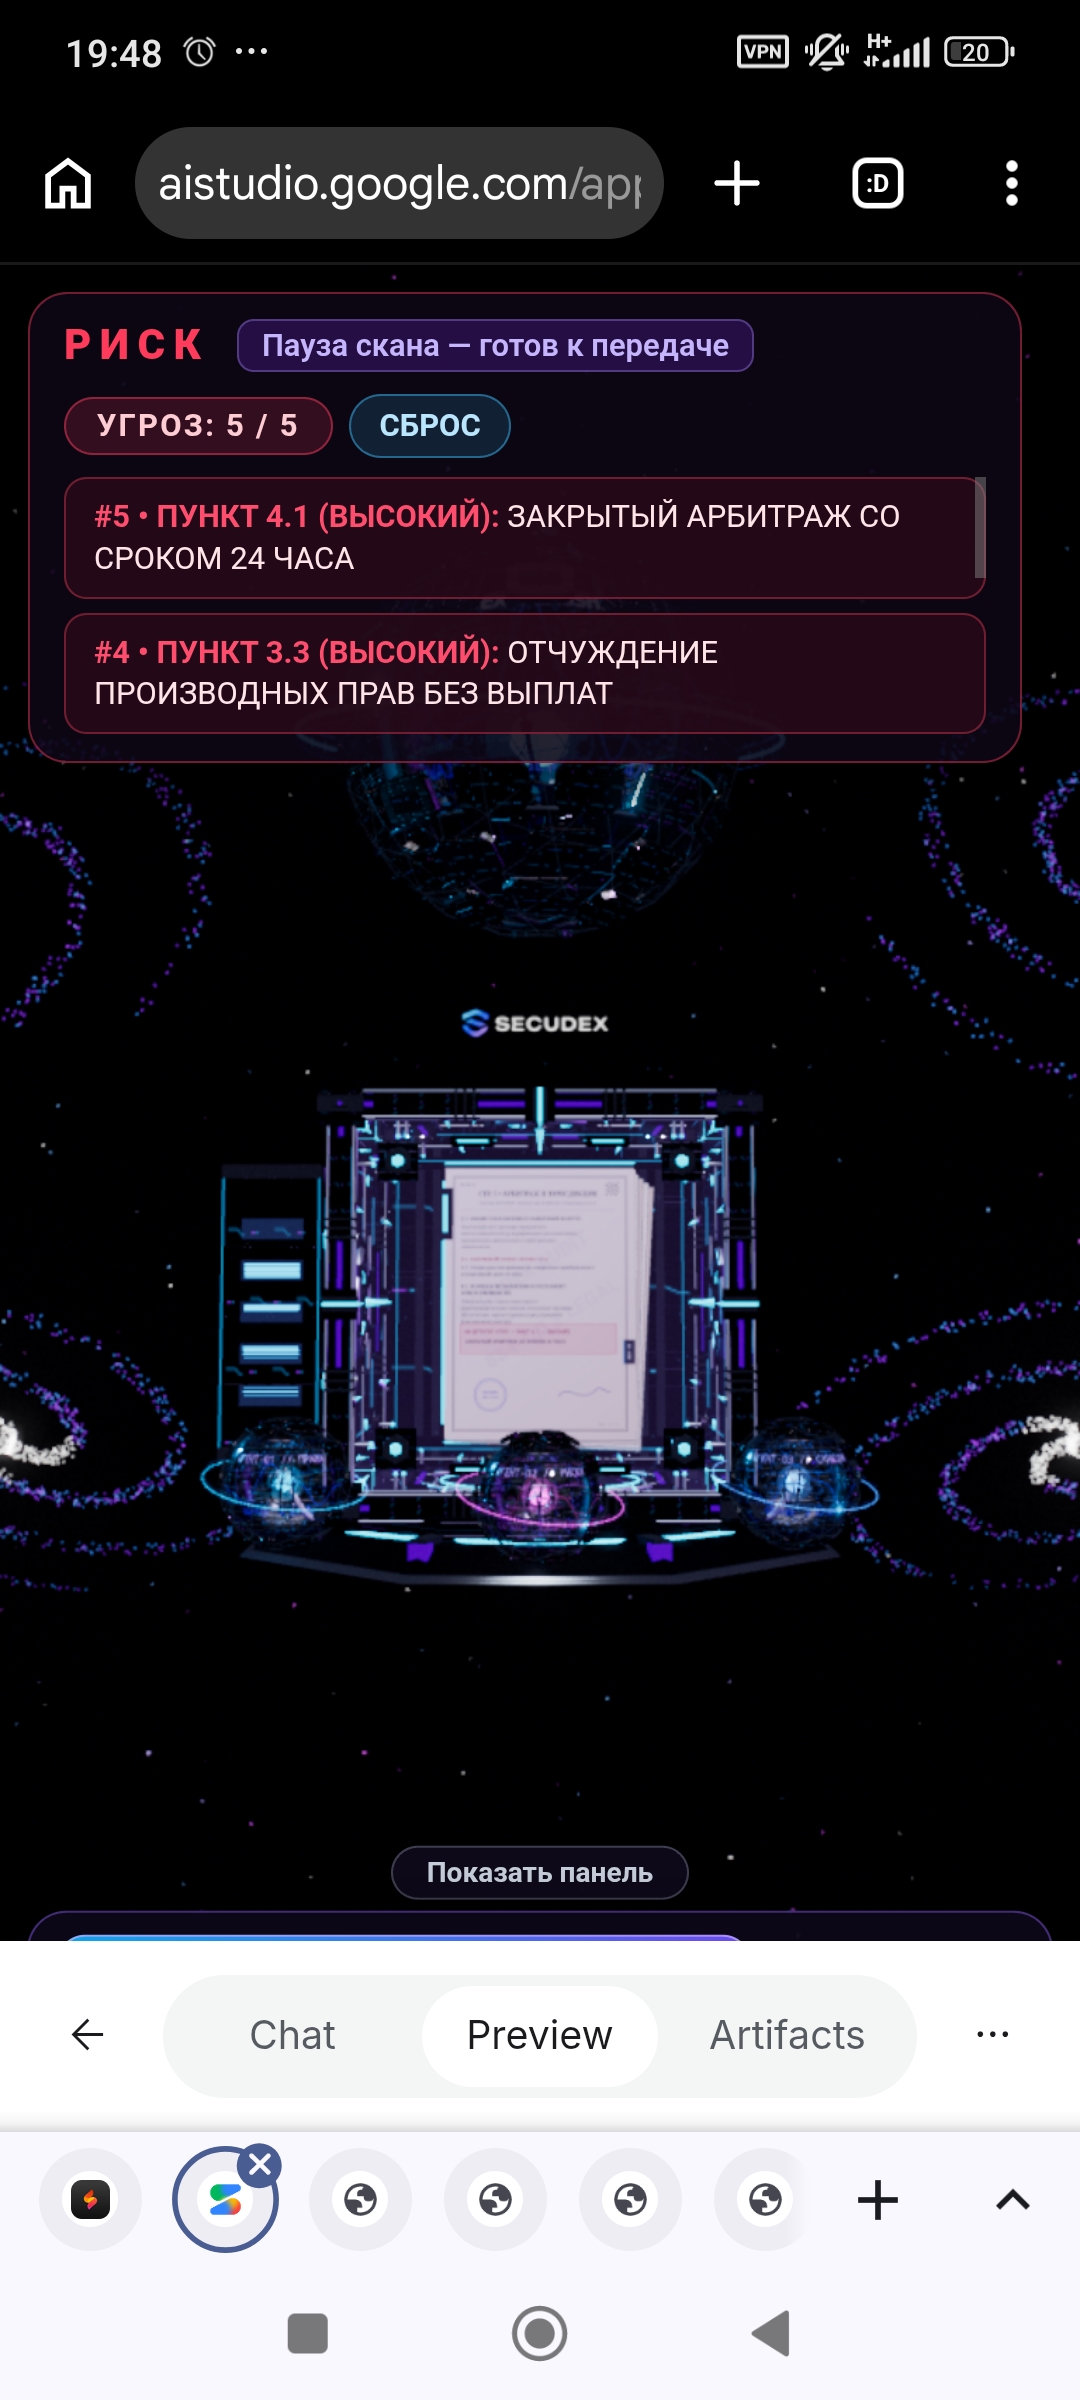 19:48
VPN
H+
20
aistudio.google.com/app
:D
РИСК
Пауза скана — готов к передаче
УГРОЗ: 5 / 5
СБРОС
#5 • ПУНКТ 4.1 (ВЫСОКИЙ): ЗАКРЫТЫЙ АРБИТРАЖ СО
СРОКОМ 24 ЧАСА
#4 • ПУНКТ 3.3 (ВЫСОКИЙ): ОТЧУЖДЕНИЕ
ПРОИЗВОДНЫХ ПРАВ БЕЗ ВЫПЛАТ
SECUDEX
Показать панель
Chat
Preview
Artifacts